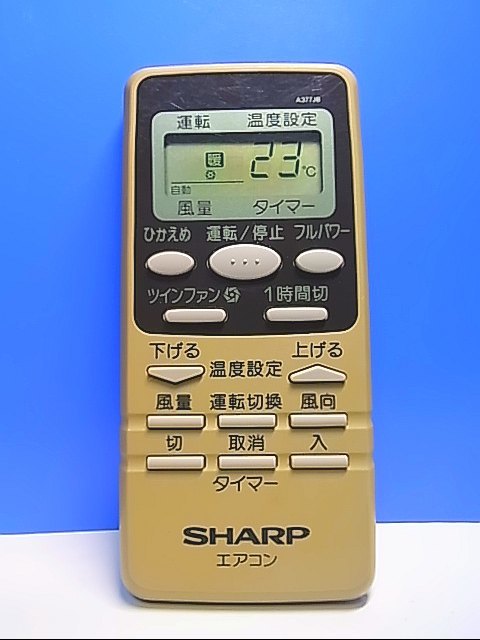 A377JB
運転 温度設定
暖 23℃
自動
風量 タイマー
ひかえめ 運転/停止 フルパワー
ツインファン 1時間切
下げる 上げる
温度設定
風量 運転切換 風向
切 取消 入
タイマー
SHARP
エアコン